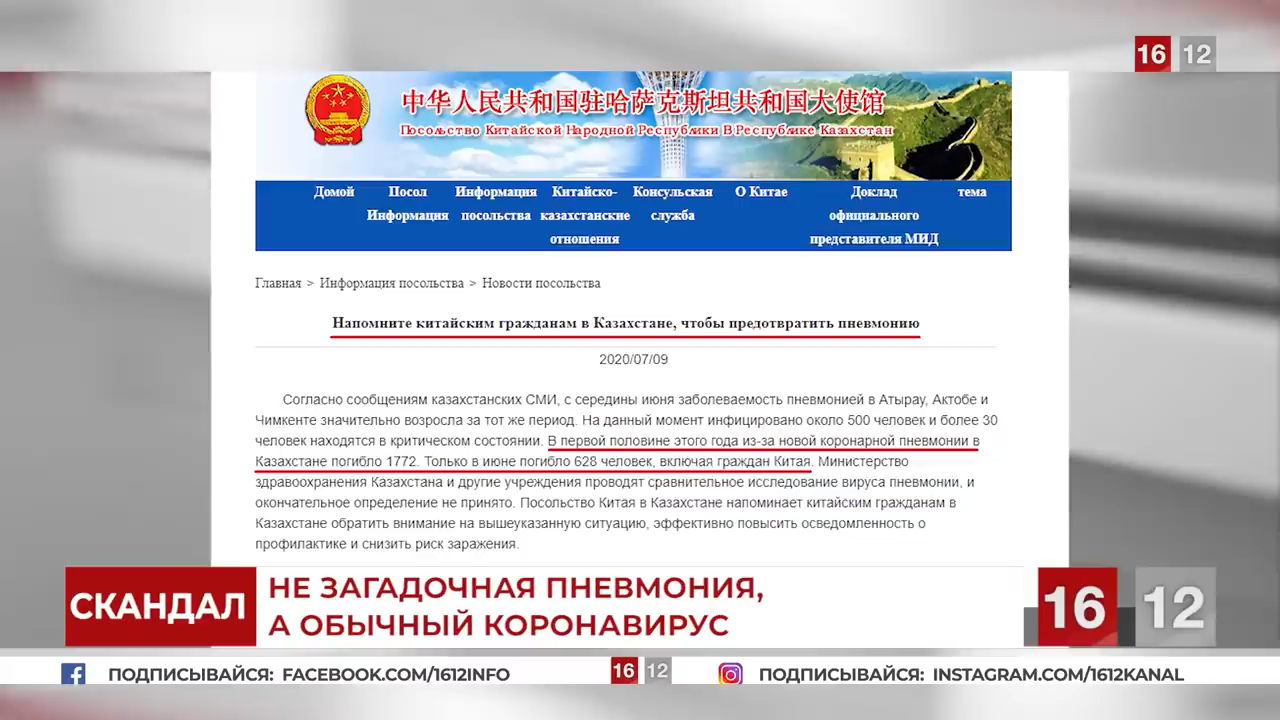 16 12
中华人民共和国驻哈萨克斯坦共和国大使馆
Посольство Китайской Народной Республики В Республике Казахстан
Домой Посол Информация Китайско- Консульская О Китае Доклад тема
Информация посольства казахстанские служба официального
отношения представителя МИД
Главная > Информация посольства > Новости посольства
Напомните китайским гражданам в Казахстане, чтобы предотвратить пневмонию
2020/07/09
Согласно сообщениям казахстанских СМИ, с середины июня заболеваемость пневмонией в Атырау, Актобе и
Чимкенте значительно возросла за тот же период. На данный момент инфицировано около 500 человек и более 30
человек находятся в критическом состоянии. В первой половине этого года из-за новой коронарной пневмонии в
Казахстане погибло 1772. Только в июне погибло 628 человек, включая граждан Китая. Министерство
здравоохранения Казахстана и другие учреждения проводят сравнительное исследование вируса пневмонии, и
окончательное определение не принято. Посольство Китая в Казахстане напоминает китайским гражданам в
Казахстане обратить внимание на вышеуказанную ситуацию, эффективно повысить осведомленность о
профилактике и снизить риск заражения.
СКАНДАЛ
НЕ ЗАГАДОЧНАЯ ПНЕВМОНИЯ,
А ОБЫЧНЫЙ КОРОНАВИРУС
16 12
ПОДПИСЫВАЙСЯ: FACEBOOK.COM/1612INFO
16 12
ПОДПИСЫВАЙСЯ: INSTAGRAM.COM/1612KANAL